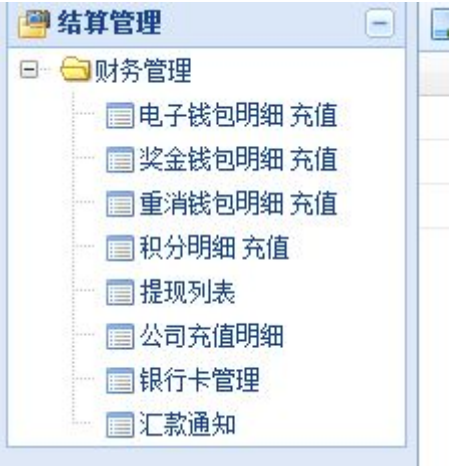 结算管理
财务管理
电子钱包明细 充值
奖金钱包明细 充值
重消钱包明细 充值
积分明细 充值
提现列表
公司充值明细
银行卡管理
汇款通知